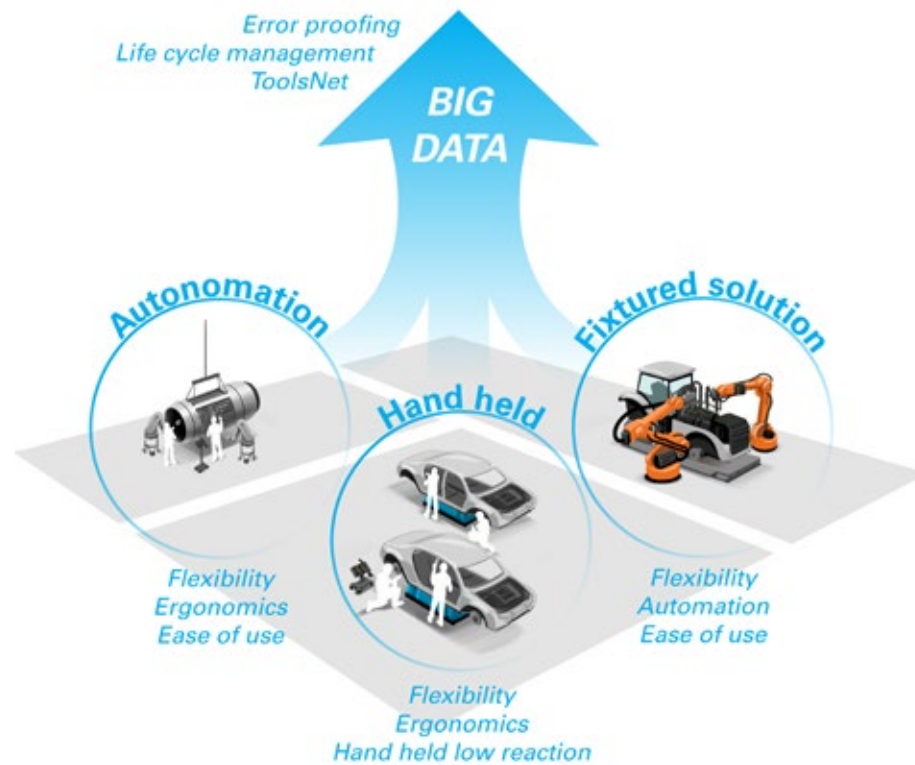 Error proofing
Life cycle management
ToolsNet
BIG
DATA
Autonomation
Flexibility
Ergonomics
Ease of use
Hand held
Flexibility
Ergonomics
Hand held low reaction
Fixtured solution
Flexibility
Automation
Ease of use